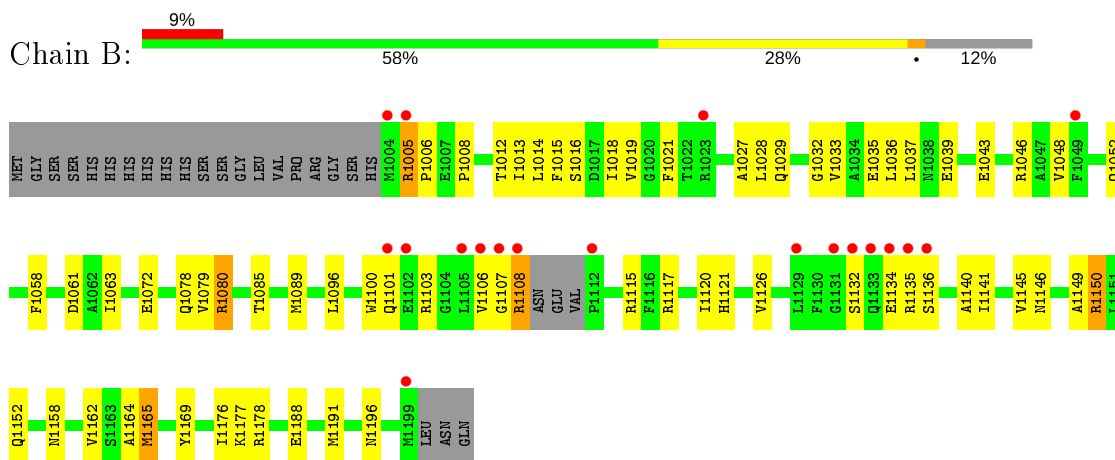 9%
Chain B:
58% 28% • 12%
MET GLY SER SER HIS HIS HIS HIS HIS HIS SER SER GLY LEU VAL PRO ARG GLY SER HIS M1004 R1005 P1006 E1007 P1008 T1012 I1013 L1014 F1015 S1016 D1017 I1018 V1019 G1020 F1021 T1022 R1023 A1027 L1028 Q1029 G1032 V1033 A1034 E1035 L1036 L1037 N1038 E1039 E1043 R1046 A1047 V1048 F1049
F1058 D1061 A1062 I1063 E1072 Q1078 V1079 R1080 T1085 M1089 L1096 W1100 Q1101 E1102 R1103 G1104 L1105 V1106 G1107 R1108 ASN GLU VAL P1112 R1115 F1116 R1117 I1120 H1121 V1126 L1129 F1130 G1131 S1132 Q1133 E1134 R1135 S1136 A1140 I1141 V1145 N1146 A1149 R1150 L1151
Q1152 N1158 V1162 S1163 A1164 M1165 Y1169 I1176 K1177 R1178 E1188 M1191 N1196 M1199 LEU ASN GLN